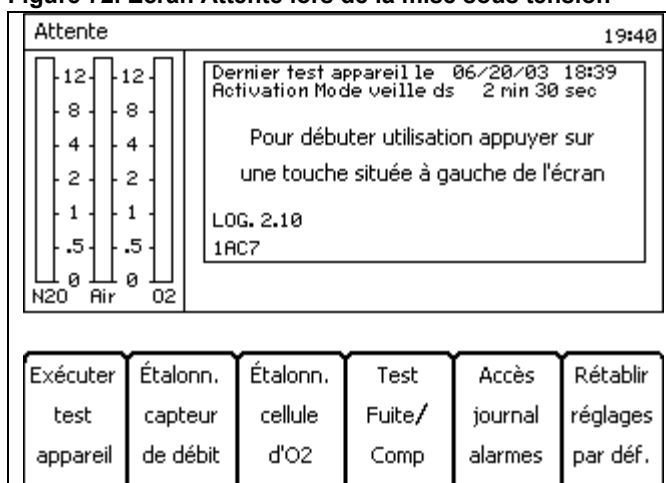 Figure 72. Écran Attente lors de la mise sous tension
Attente 19:40
12 12
8 8
4 4
2 2
1 1
.5 .5
0 0
N2O Air O2
Dernier test appareil le 06/20/03 18:39
Activation Mode veille ds 2 min 30 sec
Pour débuter utilisation appuyer sur
une touche située à gauche de l'écran
LOG. 2.10
1AC7
Exécuter test appareil
Étalonn. capteur de débit
Étalonn. cellule d'O2
Test Fuite/ Comp
Accès journal alarmes
Rétablir réglages par déf.